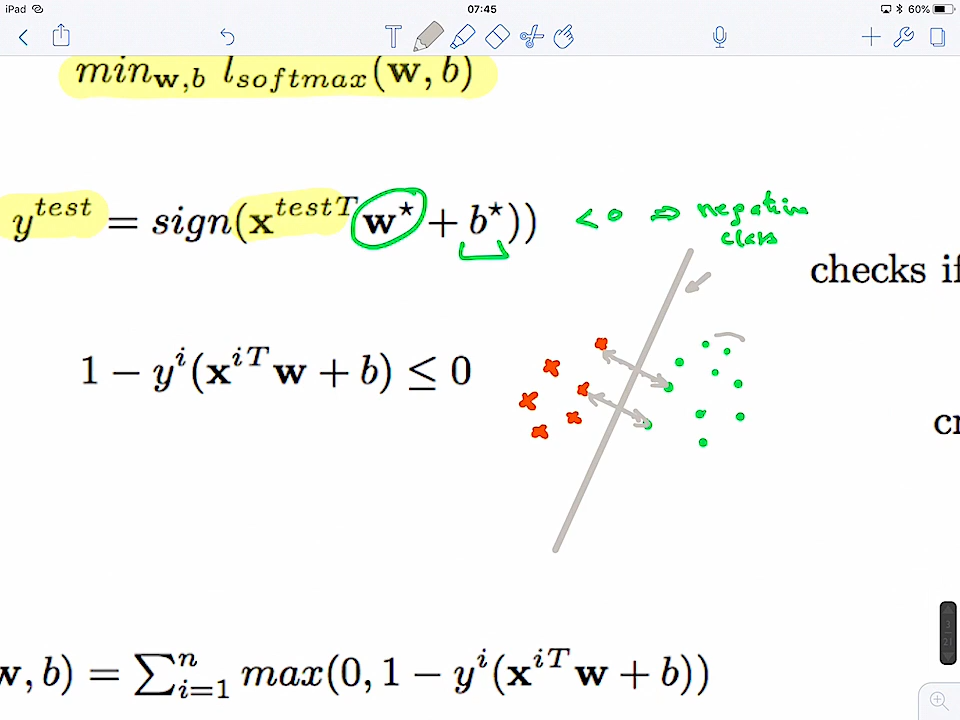 iPad 07:45 60%
T
min_{w,b} l_{softmax}(w, b)
y^{test} = sign(x^{testT} w^⋆ + b^⋆)) < 0 ⇒ negative class
checks if
1 − y^i(x^{iT} w + b) ≤ 0
cr
w, b) = ∑_{i=1}^{n} max(0, 1 − y^i(x^{iT} w + b))